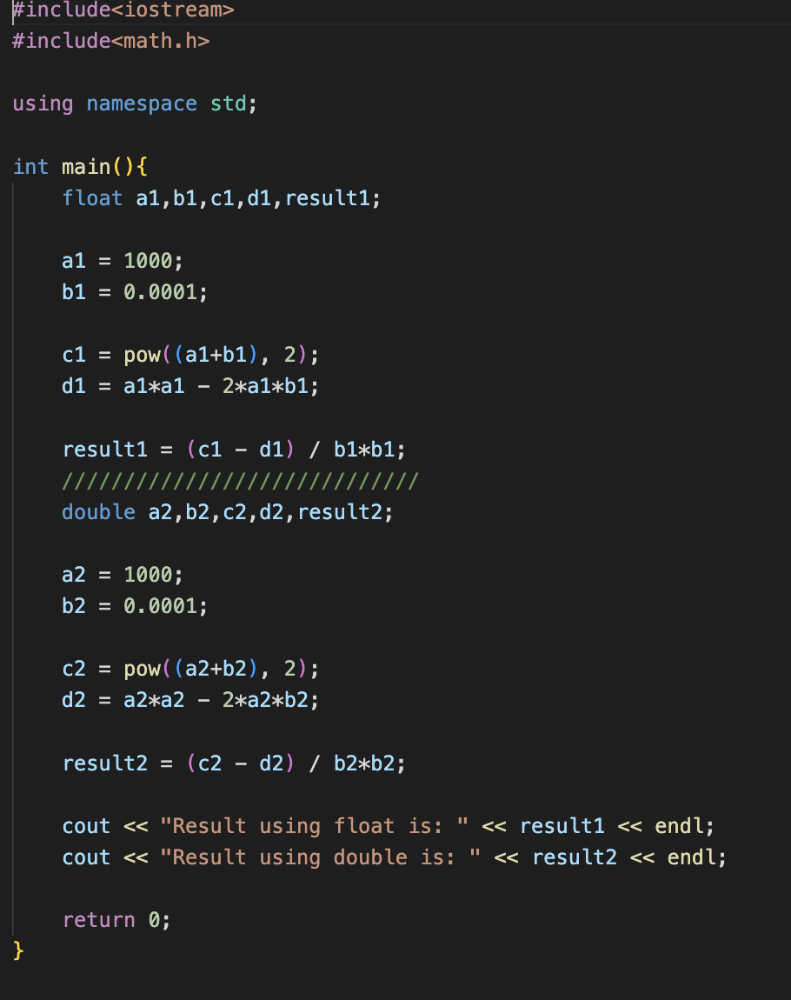 #include<iostream>
#include<math.h>
using namespace std;
int main(){
float a1,b1,c1,d1,result1;
a1 = 1000;
b1 = 0.0001;
c1 = pow((a1+b1), 2);
d1 = a1*a1 - 2*a1*b1;
result1 = (c1 - d1) / b1*b1;
/////////////////////////////
double a2,b2,c2,d2,result2;
a2 = 1000;
b2 = 0.0001;
c2 = pow((a2+b2), 2);
d2 = a2*a2 - 2*a2*b2;
result2 = (c2 - d2) / b2*b2;
cout << "Result using float is: " << result1 << endl;
cout << "Result using double is: " << result2 << endl;
return 0;
}